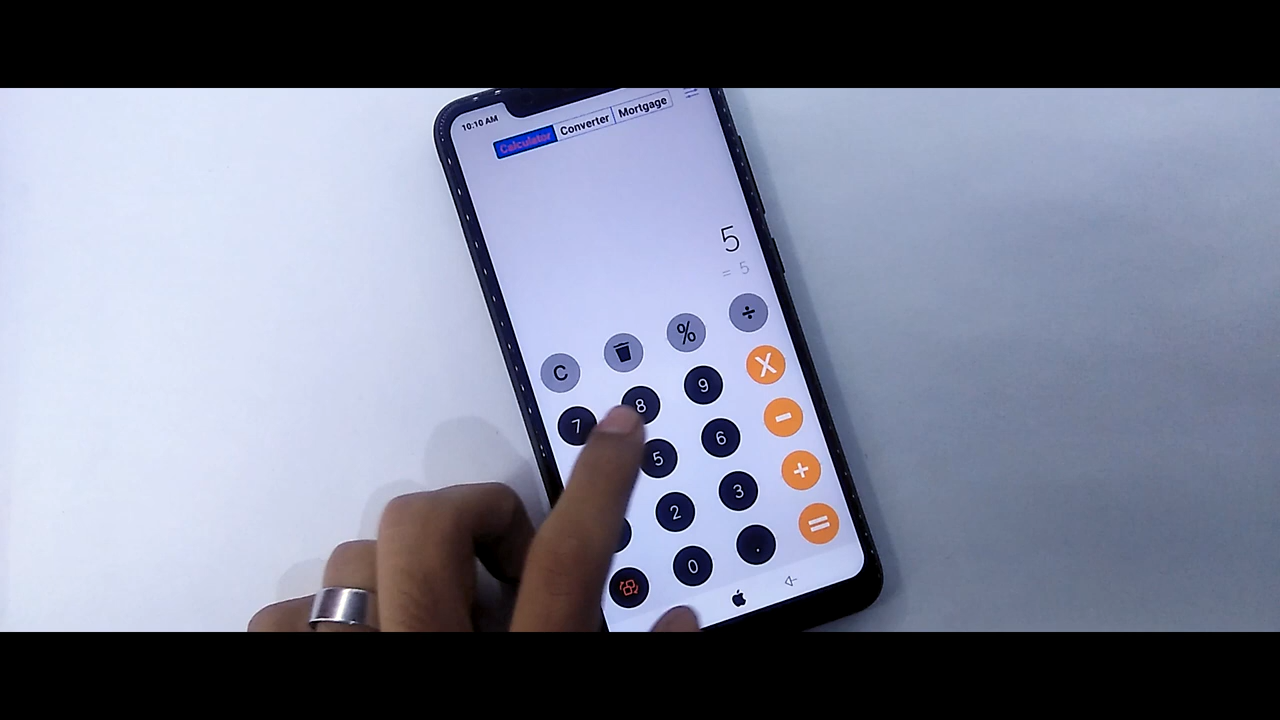 10:10 AM
Calculator Converter Mortgage
5
= 5
C % ÷
7 8 9 X
5 6 −
2 3 +
0 . =